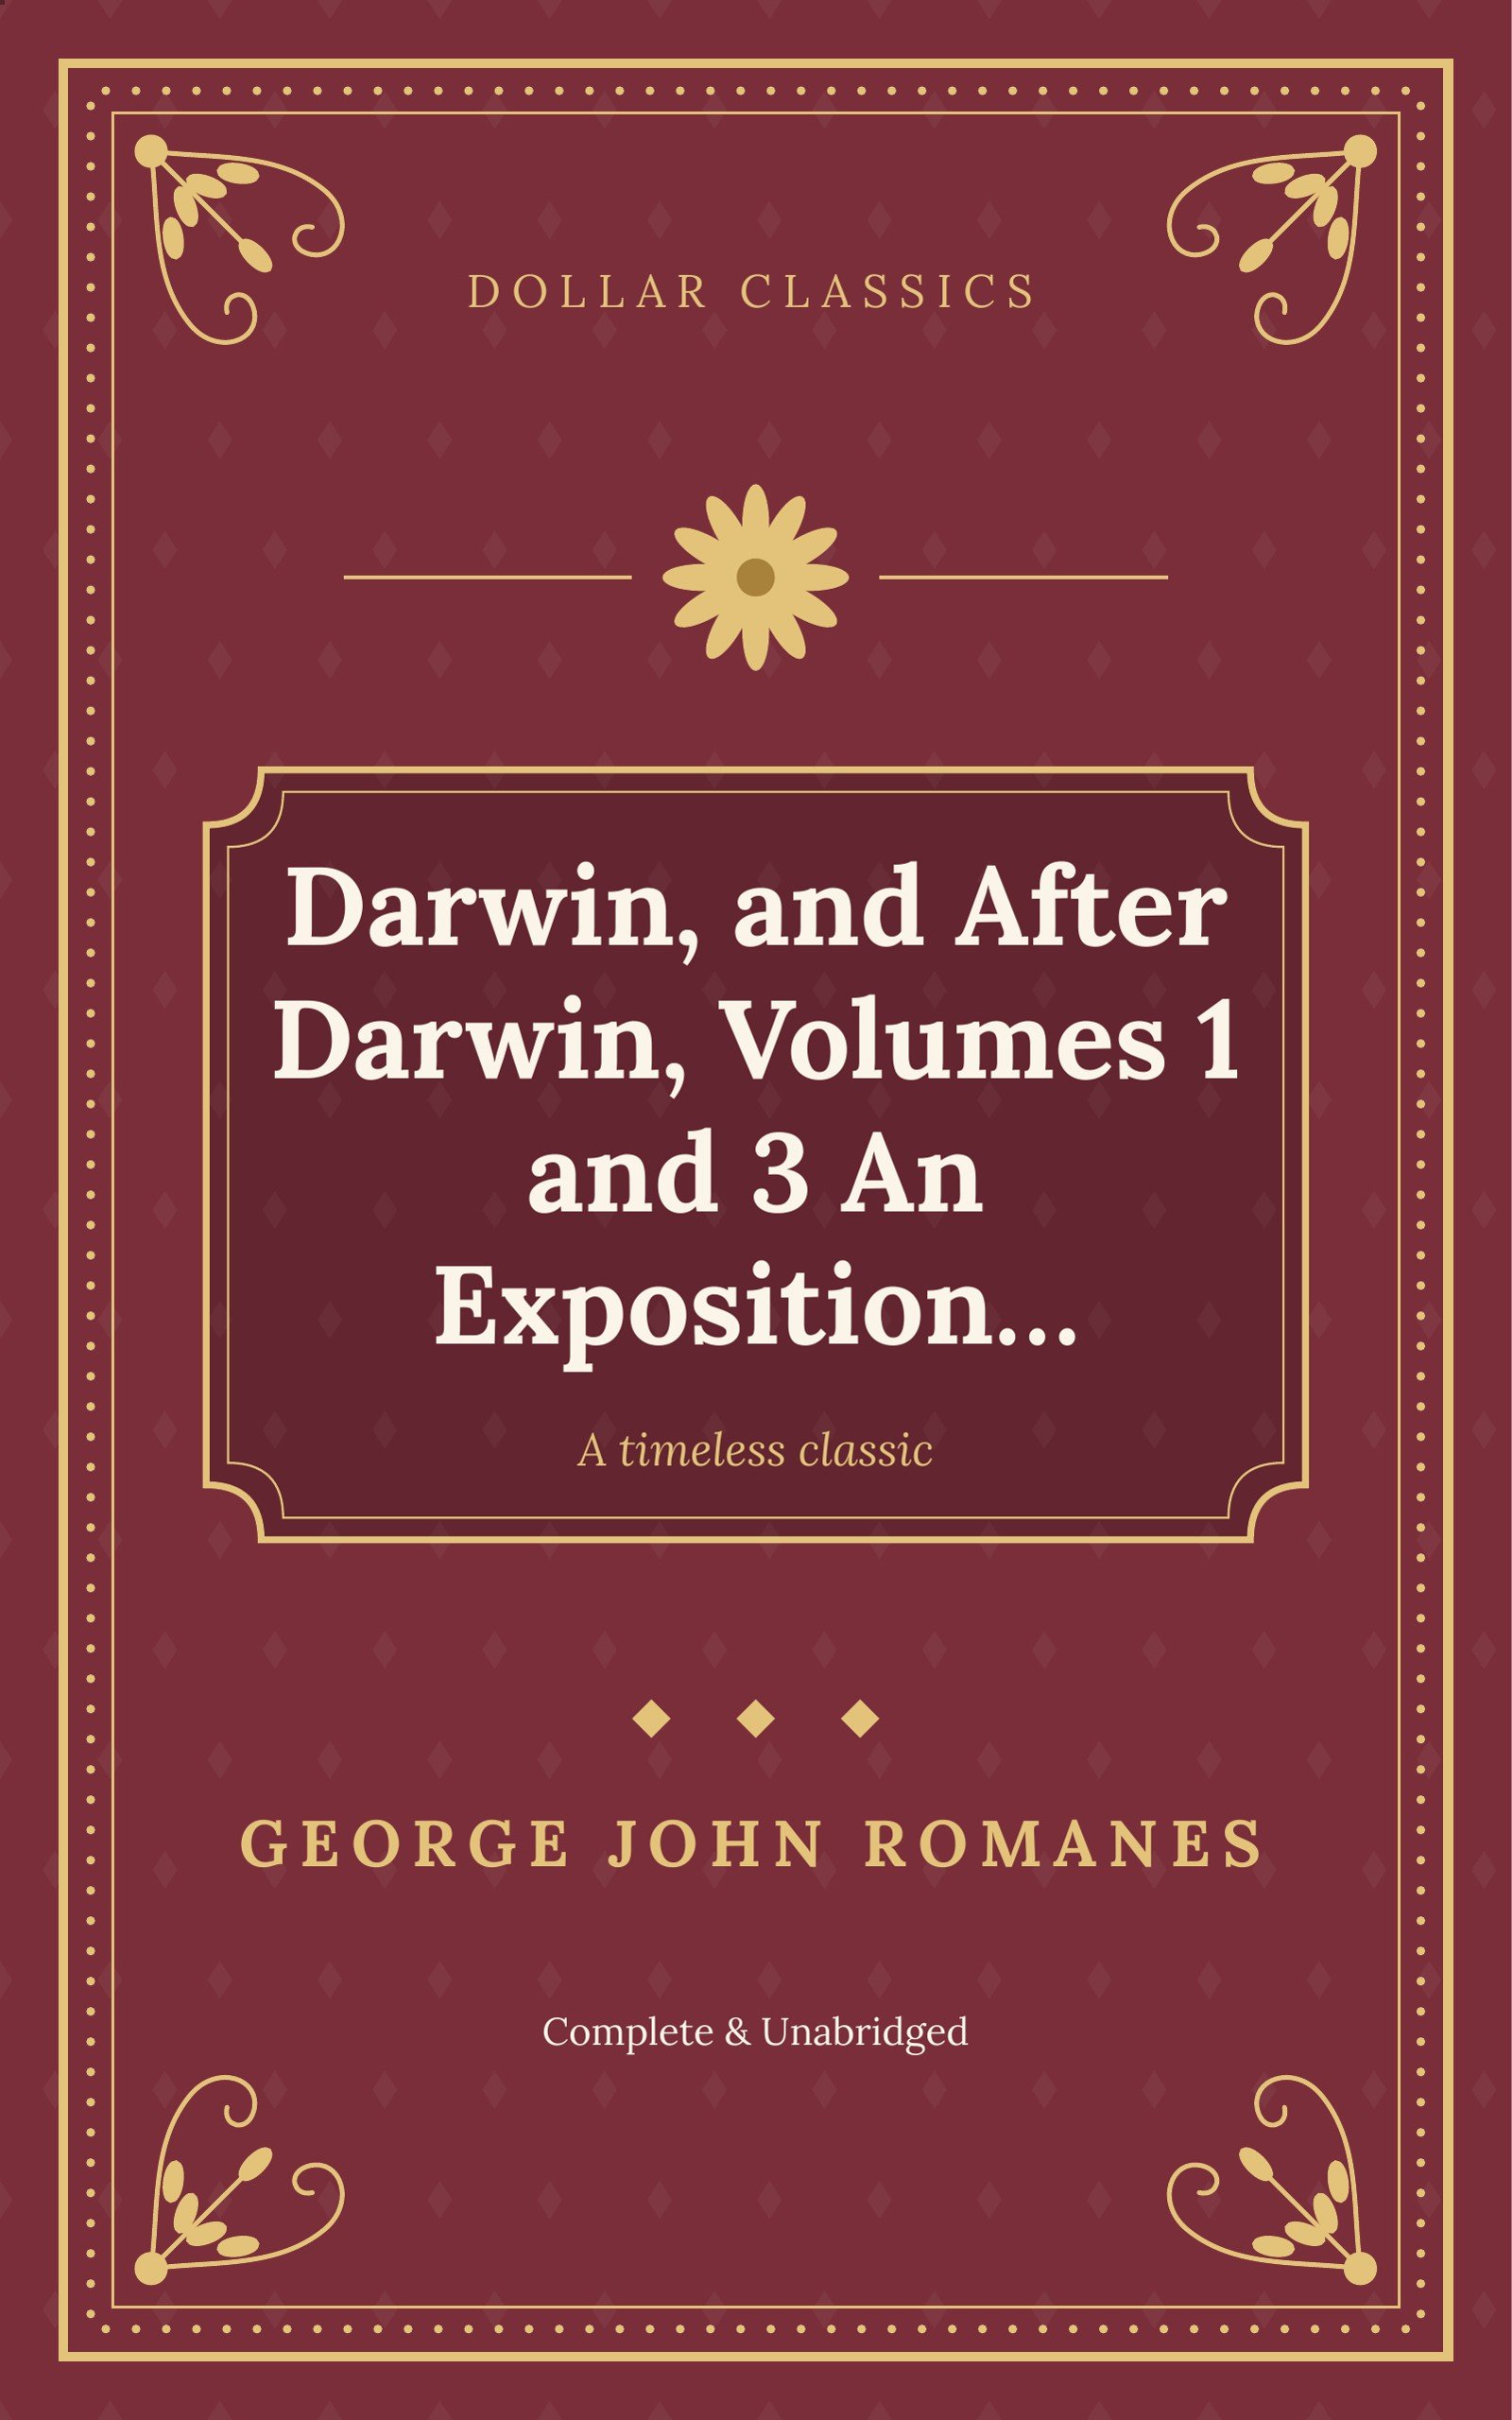 DOLLAR CLASSICS
Darwin, and After
Darwin, Volumes 1
and 3 An
Exposition...
A timeless classic
GEORGE JOHN ROMANES
Complete & Unabridged